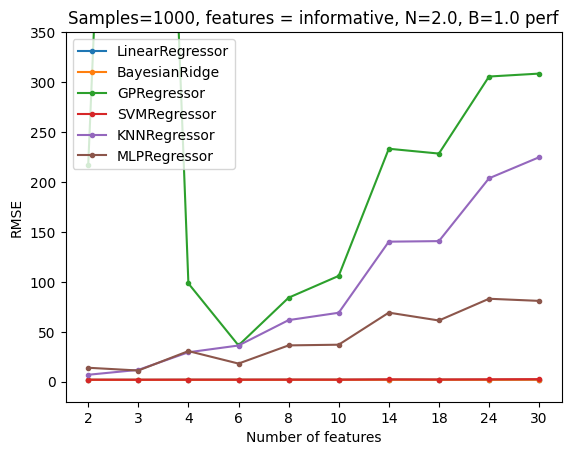 Samples=1000, features = informative, N=2.0, B=1.0 perf
350
300
250
200
150
100
50
0
RMSE
LinearRegressor
BayesianRidge
GPRegressor
SVMRegressor
KNNRegressor
MLPRegressor
2 3 4 6 8 10 14 18 24 30
Number of features